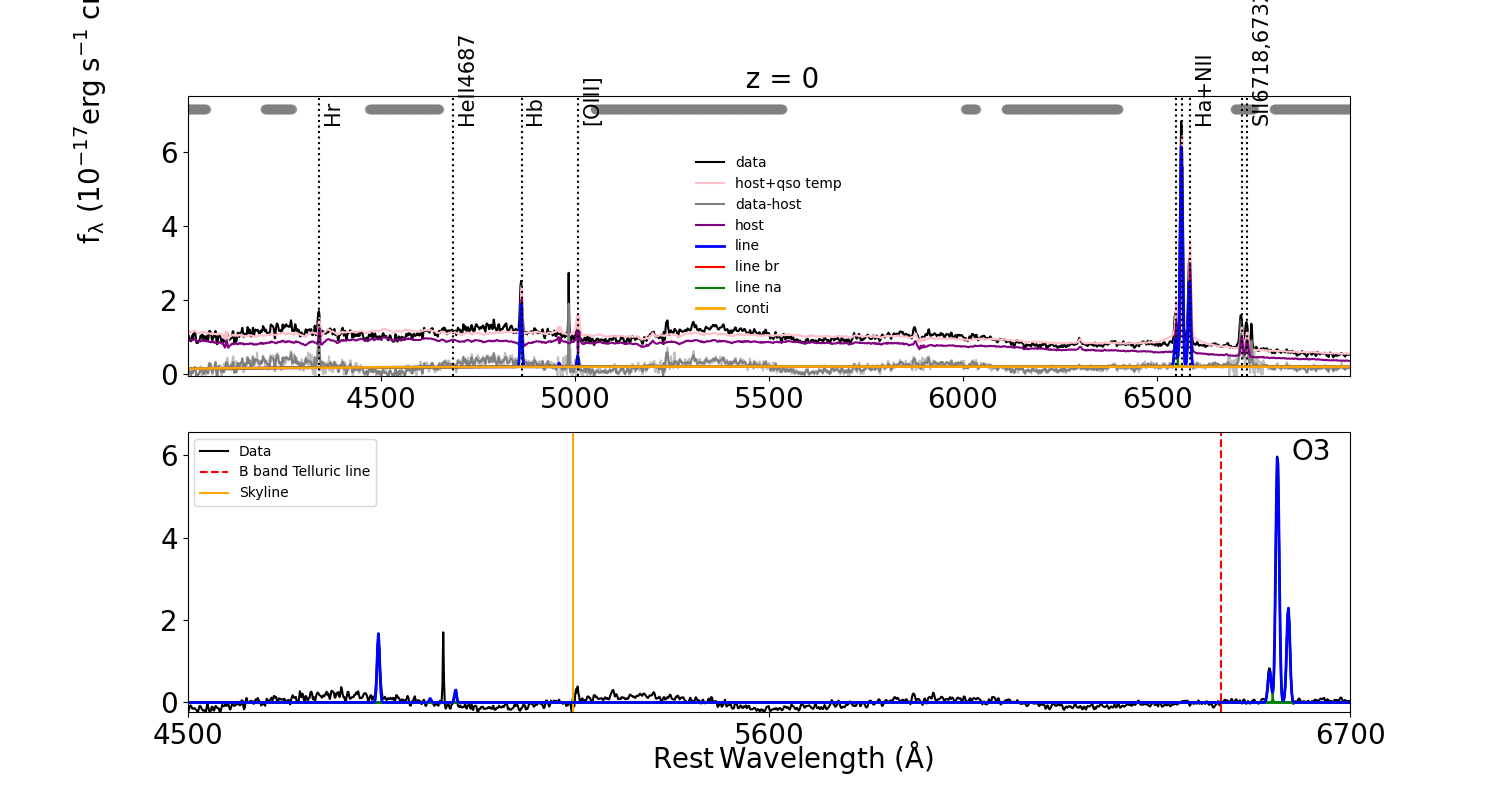 z = 0
f_λ (10^−17 erg s^−1 c
Hr
HeII4687
Hb
[OIII]
Ha+NII
SII6718,6732
6
4
2
0
data
host+qso temp
data-host
host
line
line br
line na
conti
4500
5000
5500
6000
6500
6
4
2
0
Data
B band Telluric line
Skyline
O3
4500
5600
6700
Rest Wavelength (Å)